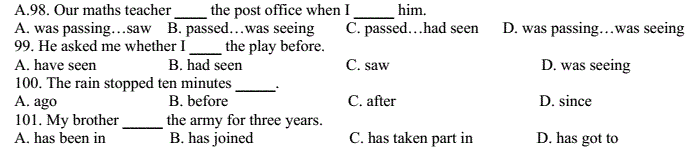 A.98. Our maths teacher _____ the post office when I ______ him.
A. was passing…saw B. passed…was seeing C. passed…had seen D. was passing…was seeing
99. He asked me whether I _____ the play before.
A. have seen B. had seen C. saw D. was seeing
100. The rain stopped ten minutes ______.
A. ago B. before C. after D. since
101. My brother ______ the army for three years.
A. has been in B. has joined C. has taken part in D. has got to